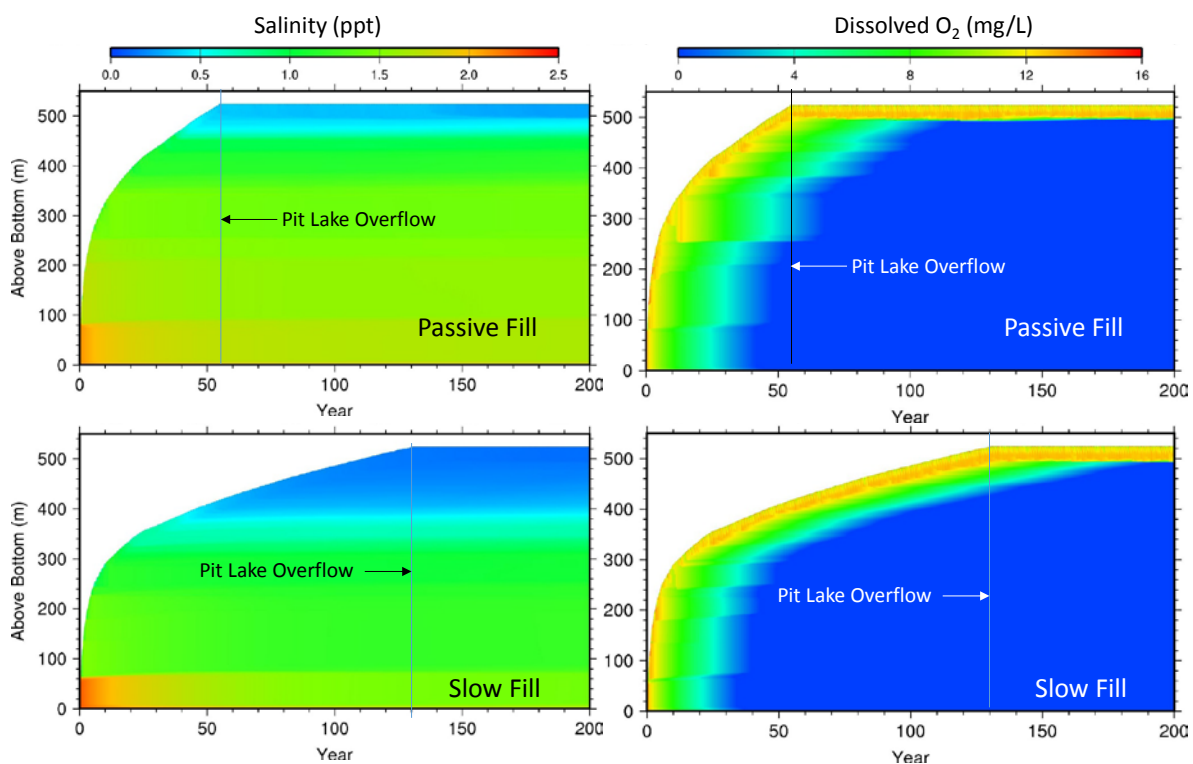 Salinity (ppt)
0.0 0.5 1.0 1.5 2.0 2.5
Above Bottom (m)
500
400
300
200
100
0
Pit Lake Overflow
Passive Fill
0 50 100 150 200
Year
Dissolved O₂ (mg/L)
0 4 8 12 16
500
400
300
200
100
0
Pit Lake Overflow
Passive Fill
0 50 100 150 200
Year
Above Bottom (m)
500
400
300
200
100
0
Pit Lake Overflow
Slow Fill
0 50 100 150 200
Year
500
400
300
200
100
0
Pit Lake Overflow
Slow Fill
0 50 100 150 200
Year